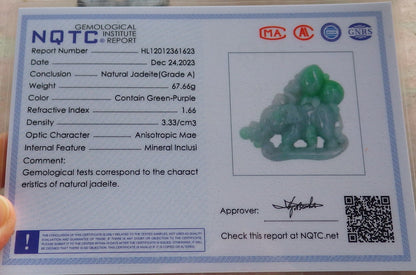 NQTC GEMOLOGICAL INSTITUTE REPORT
MA GNBS
Report Number HL12012361623
Date Dec 24,2023
Conclusion Natural Jadeite(Grade A)
Weight 67.66g
Color Contain Green-Purple
Refractive Index 1.66
Density 3.33/cm3
Optic Character Anisotropic Mae
Internal Feature Mineral Inclusi
Comment:
Gemological tests correspond to the charact
eristics of natural jadeite.
Approver:
Check this report at NQTC.net